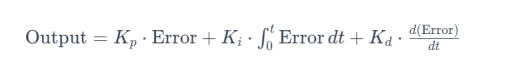 Output = K_p · Error + K_i · ∫_0^t Error dt + K_d · d(Error)/dt